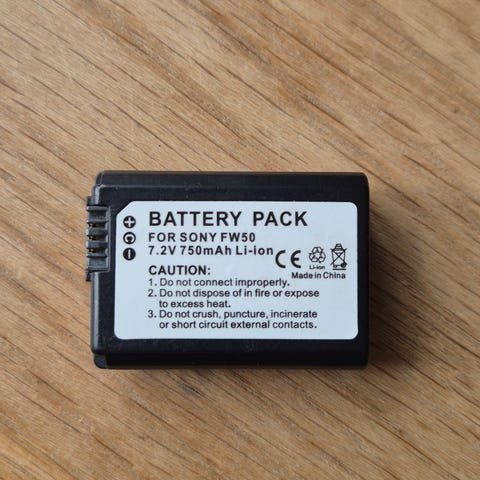 BATTERY PACK
FOR SONY FW50
7.2V 750mAh Li-ion
CE
Li-ion
Made in China
CAUTION:
1. Do not connect improperly.
2. Do not dispose of in fire or expose
to excess heat.
3. Do not crush, puncture, incinerate
or short circuit external contacts.